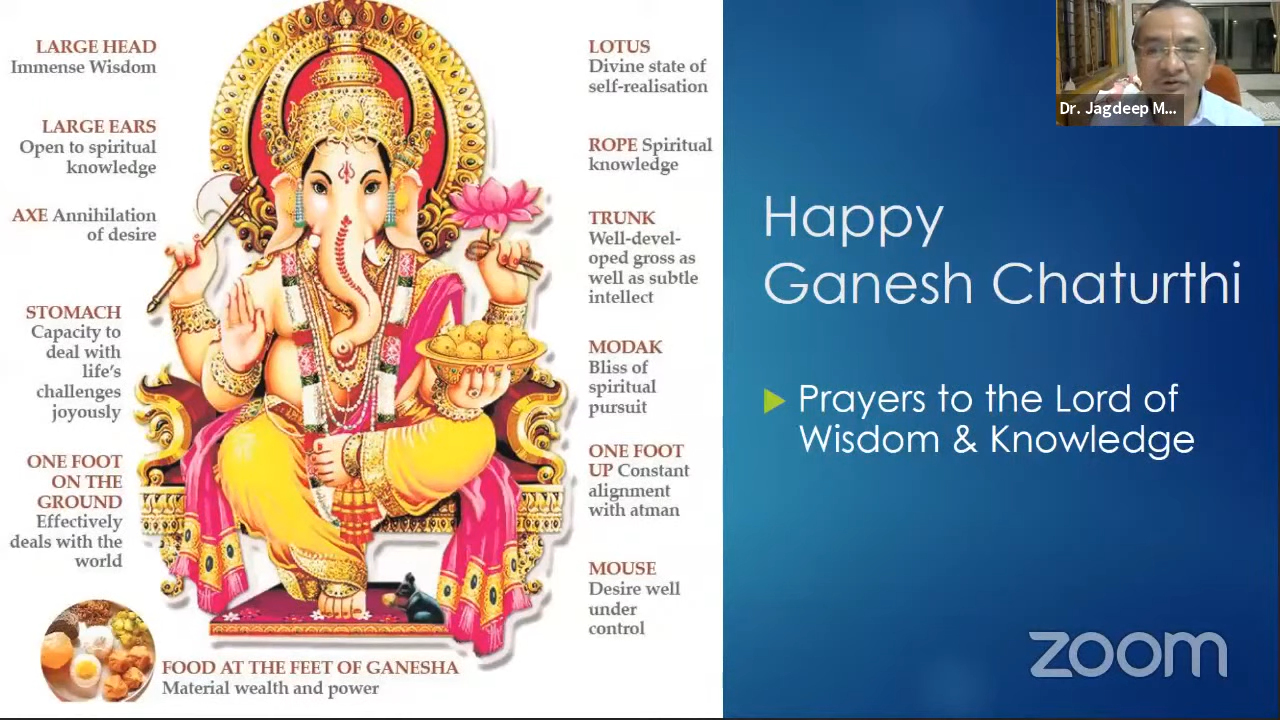 LARGE HEAD
Immense Wisdom
LARGE EARS
Open to spiritual
knowledge
AXE Annihilation
of desire
STOMACH
Capacity to
deal with
life's
challenges
joyously
ONE FOOT
ON THE
GROUND
Effectively
deals with the
world
FOOD AT THE FEET OF GANESHA
Material wealth and power
LOTUS
Divine state of
self-realisation
ROPE Spiritual
knowledge
TRUNK
Well-devel-
oped gross as
well as subtle
intellect
MODAK
Bliss of
spiritual
pursuit
ONE FOOT
UP Constant
alignment
with atman
MOUSE
Desire well
under
control
Happy
Ganesh Chaturthi
Prayers to the Lord of
Wisdom & Knowledge
Dr. Jagdeep M...
zoom